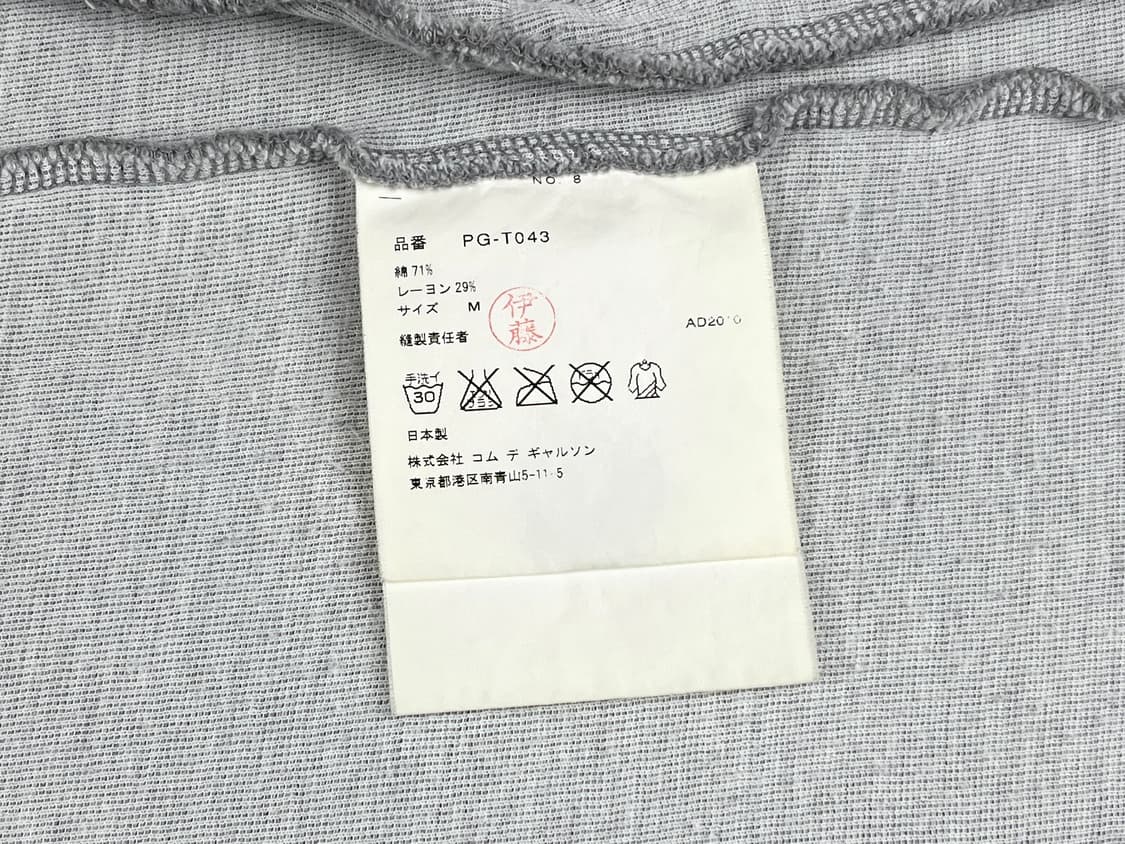 NO. 8
品番 PG-T043
綿 71%
レーヨン 29%
サイズ M
伊藤
縫製責任者
AD2010
手洗イ
30
日本製
株式会社 コム デ ギャルソン
東京都港区南青山5-11-5